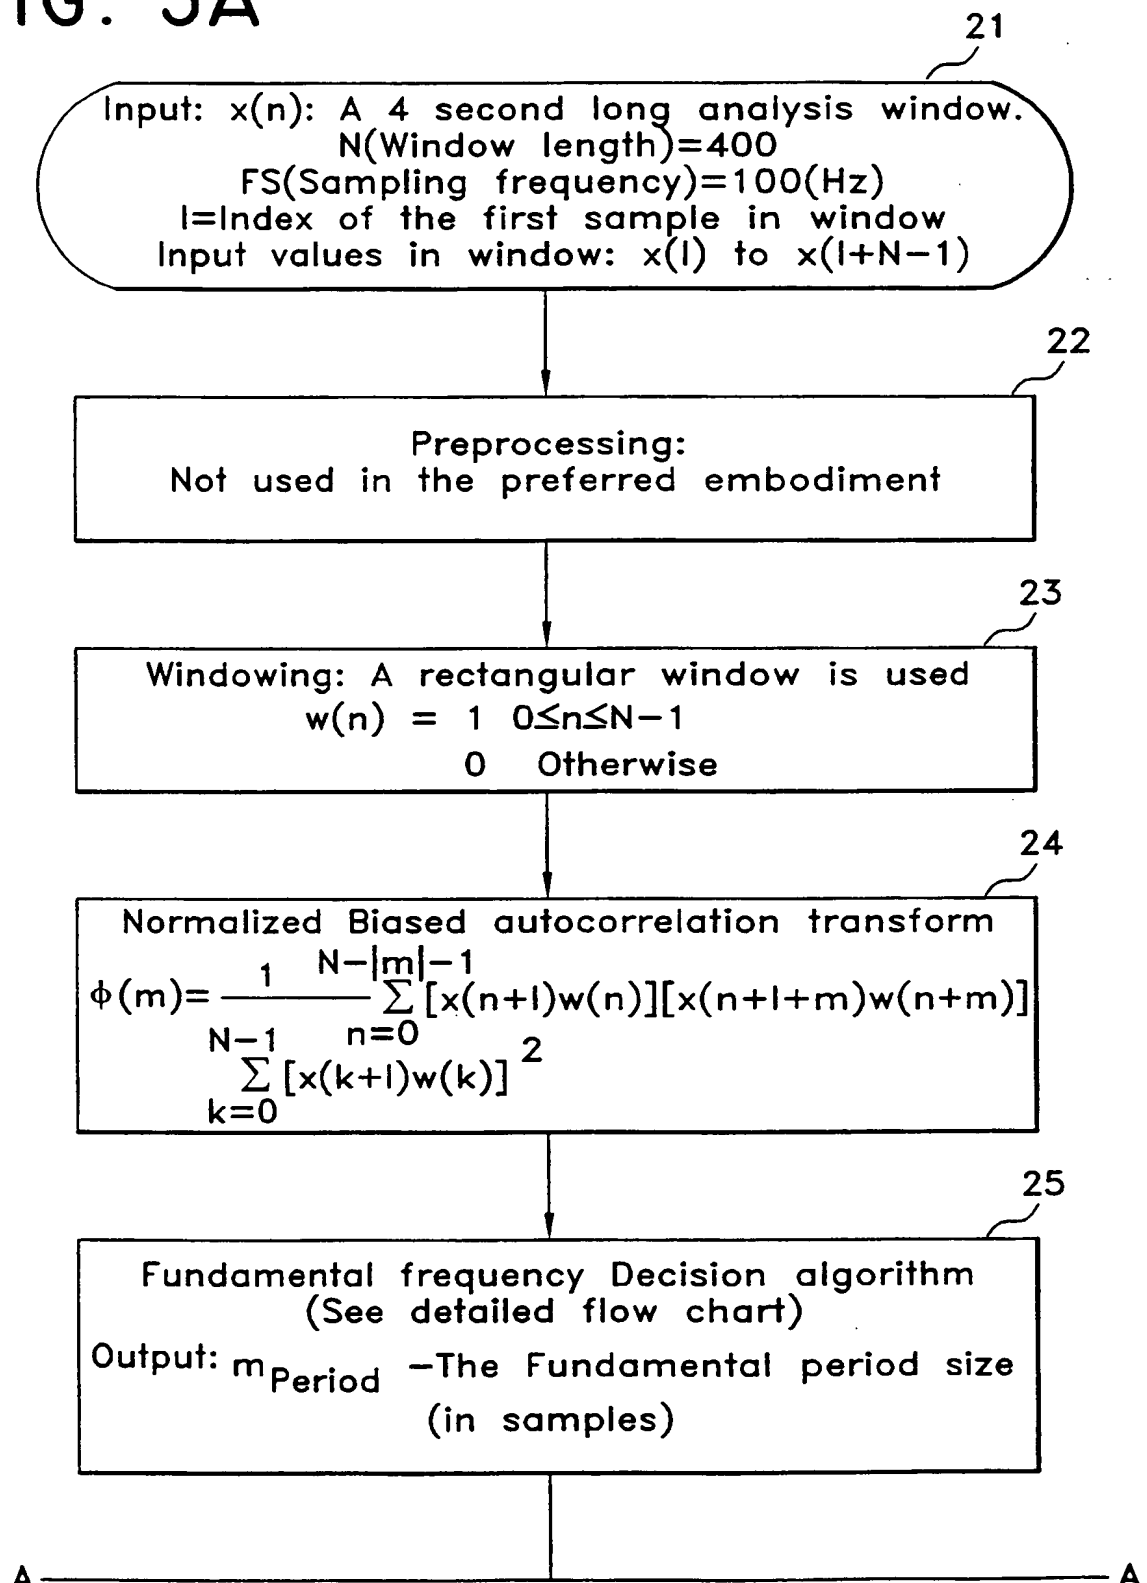 FIG. 5A
21
Input: x(n): A 4 second long analysis window.
N(Window length)=400
FS(Sampling frequency)=100(Hz)
I=Index of the first sample in window
Input values in window: x(I) to x(I+N-1)
22
Preprocessing:
Not used in the preferred embodiment
23
Windowing: A rectangular window is used
w(n) = 1 0≤n≤N-1
0 Otherwise
24
Normalized Biased autocorrelation transform
1 N-|m|-1
ϕ(m)= Σ [x(n+I)w(n)][x(n+I+m)w(n+m)]
N-1 n=0
Σ [x(k+I)w(k)] 2
k=0
25
Fundamental frequency Decision algorithm
(See detailed flow chart)
Output: mPeriod -The Fundamental period size
(in samples)
A A